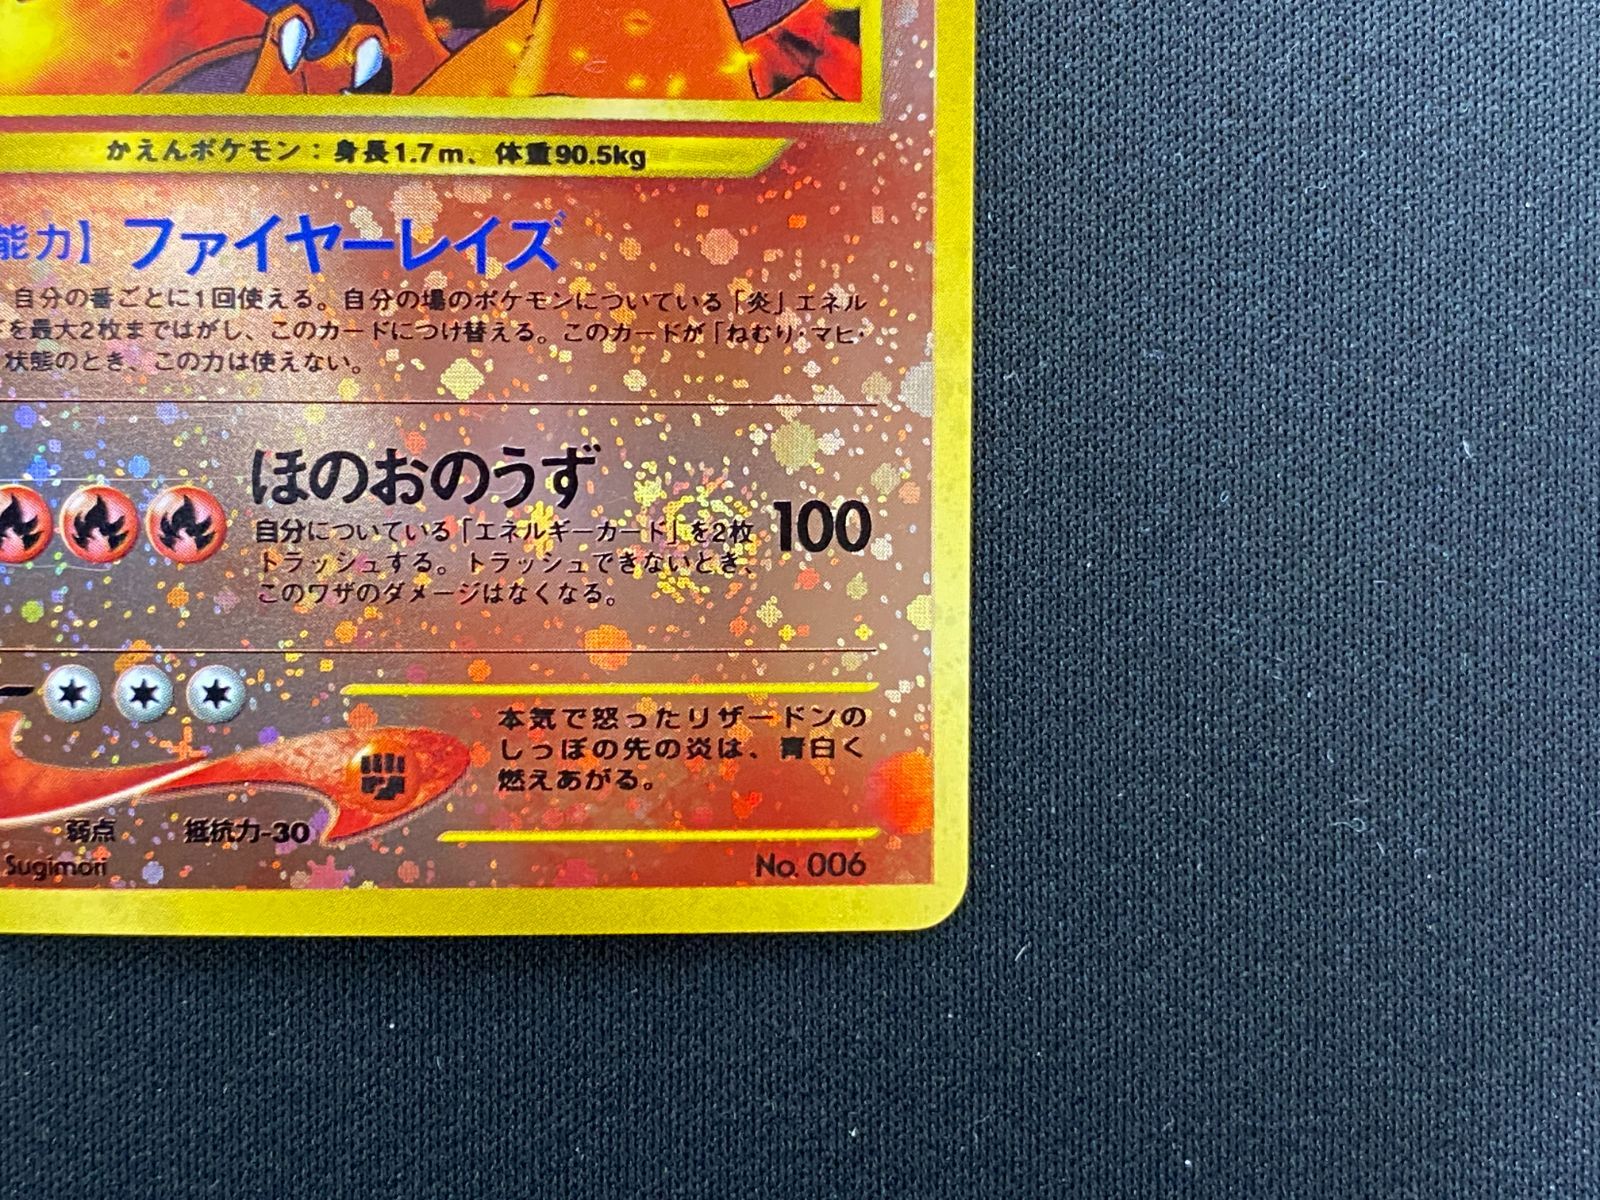 かえんポケモン：身長1.7m、体重90.5kg
能力】ファイヤーレイズ
自分の番ごとに1回使える。自分の場のポケモンについている「炎」エネル
を最大2枚まではがし、このカードにつけ替える。このカードが「ねむり・マヒ・
状態のとき、この力は使えない。
ほのおのうず
自分についている「エネルギーカード」を2枚
トラッシュする。トラッシュできないとき、
このワザのダメージはなくなる。
100
本気で怒ったリザードンの
しっぽの先の炎は、青白く
燃えあがる。
弱点 抵抗力-30
Sugimori No. 006